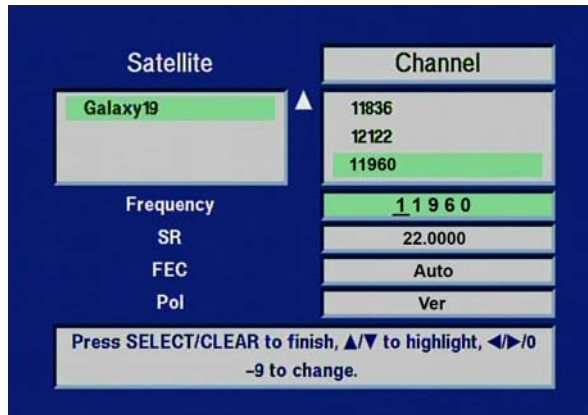 Satellite
Channel
Galaxy19
▲
11836
12122
11960
Frequency
11960
SR
22.0000
FEC
Auto
Pol
Ver
Press SELECT/CLEAR to finish, ▲/▼ to highlight, ◀/▶/0
–9 to change.